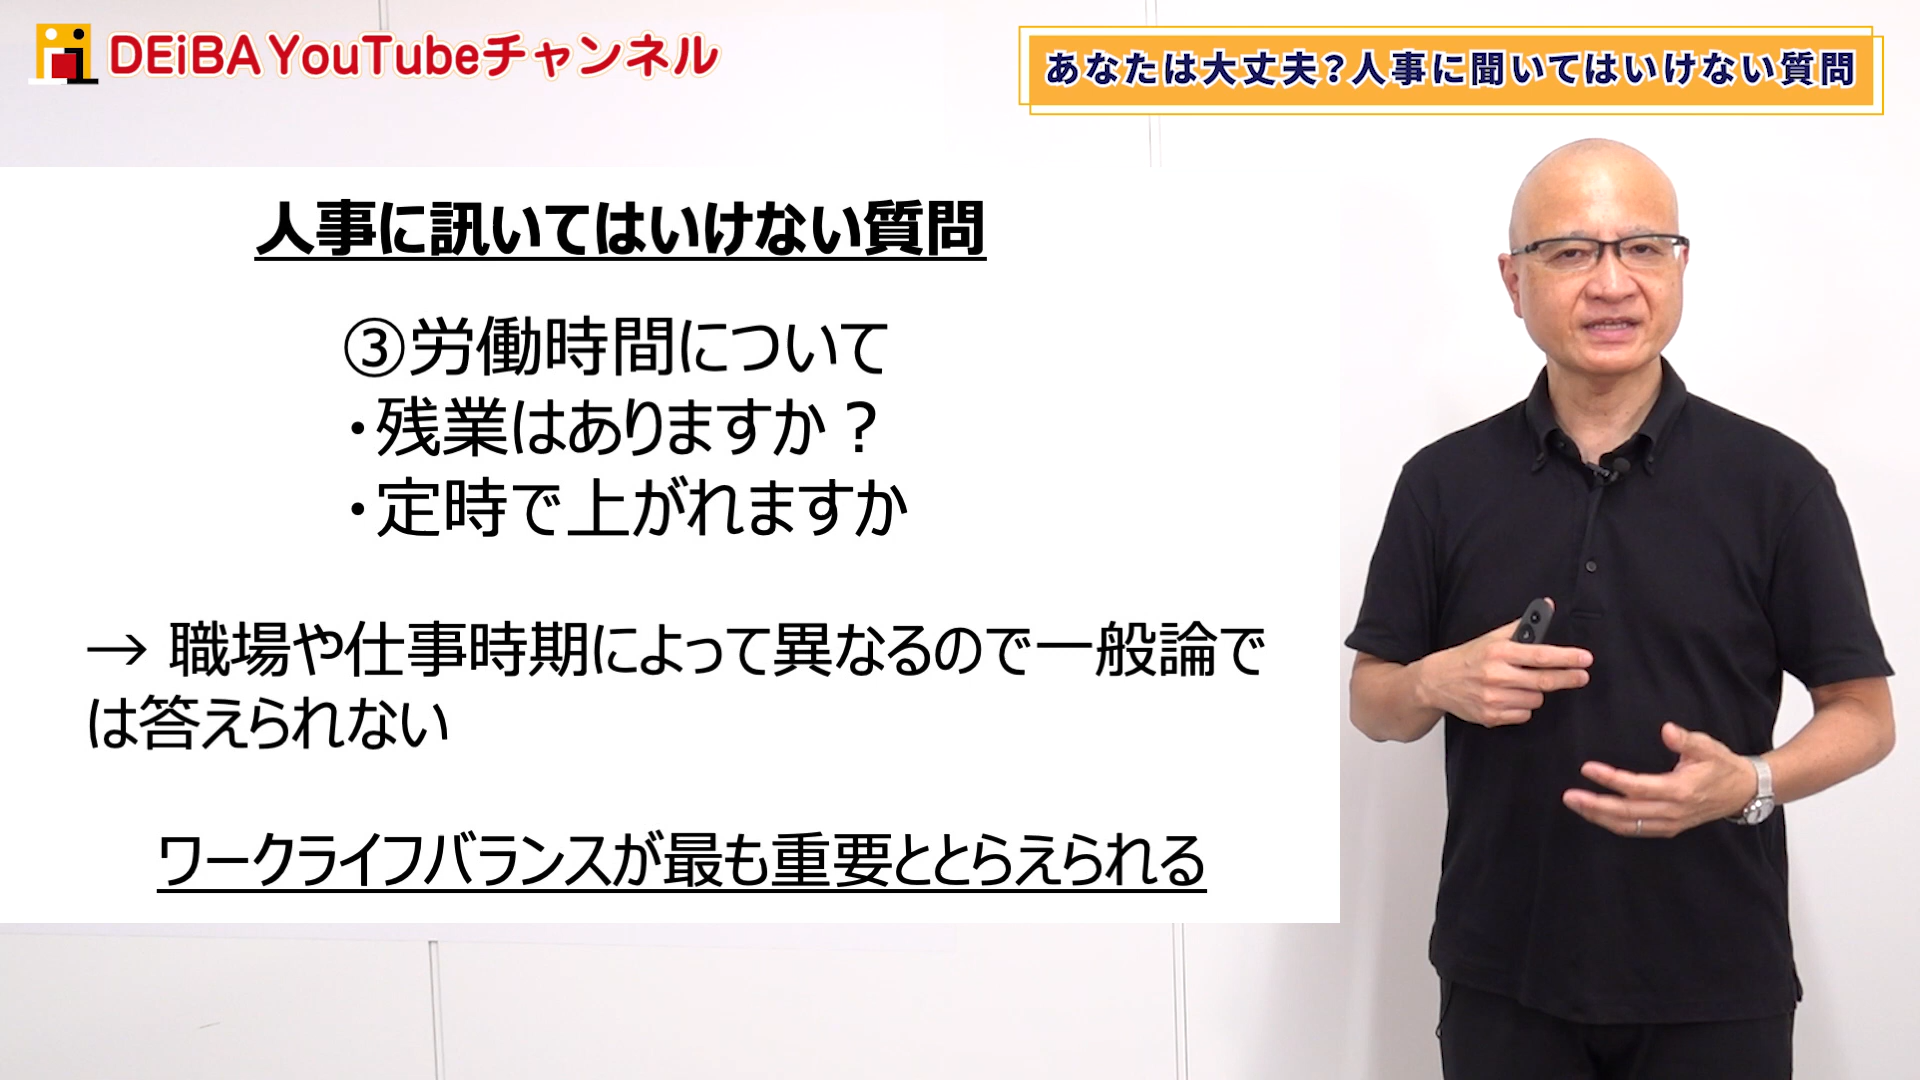 DEiBA YouTubeチャンネル
あなたは大丈夫？人事に聞いてはいけない質問
人事に訊いてはいけない質問
③労働時間について
・残業はありますか？
・定時で上がれますか
→ 職場や仕事時期によって異なるので一般論で
は答えられない
ワークライフバランスが最も重要ととらえられる